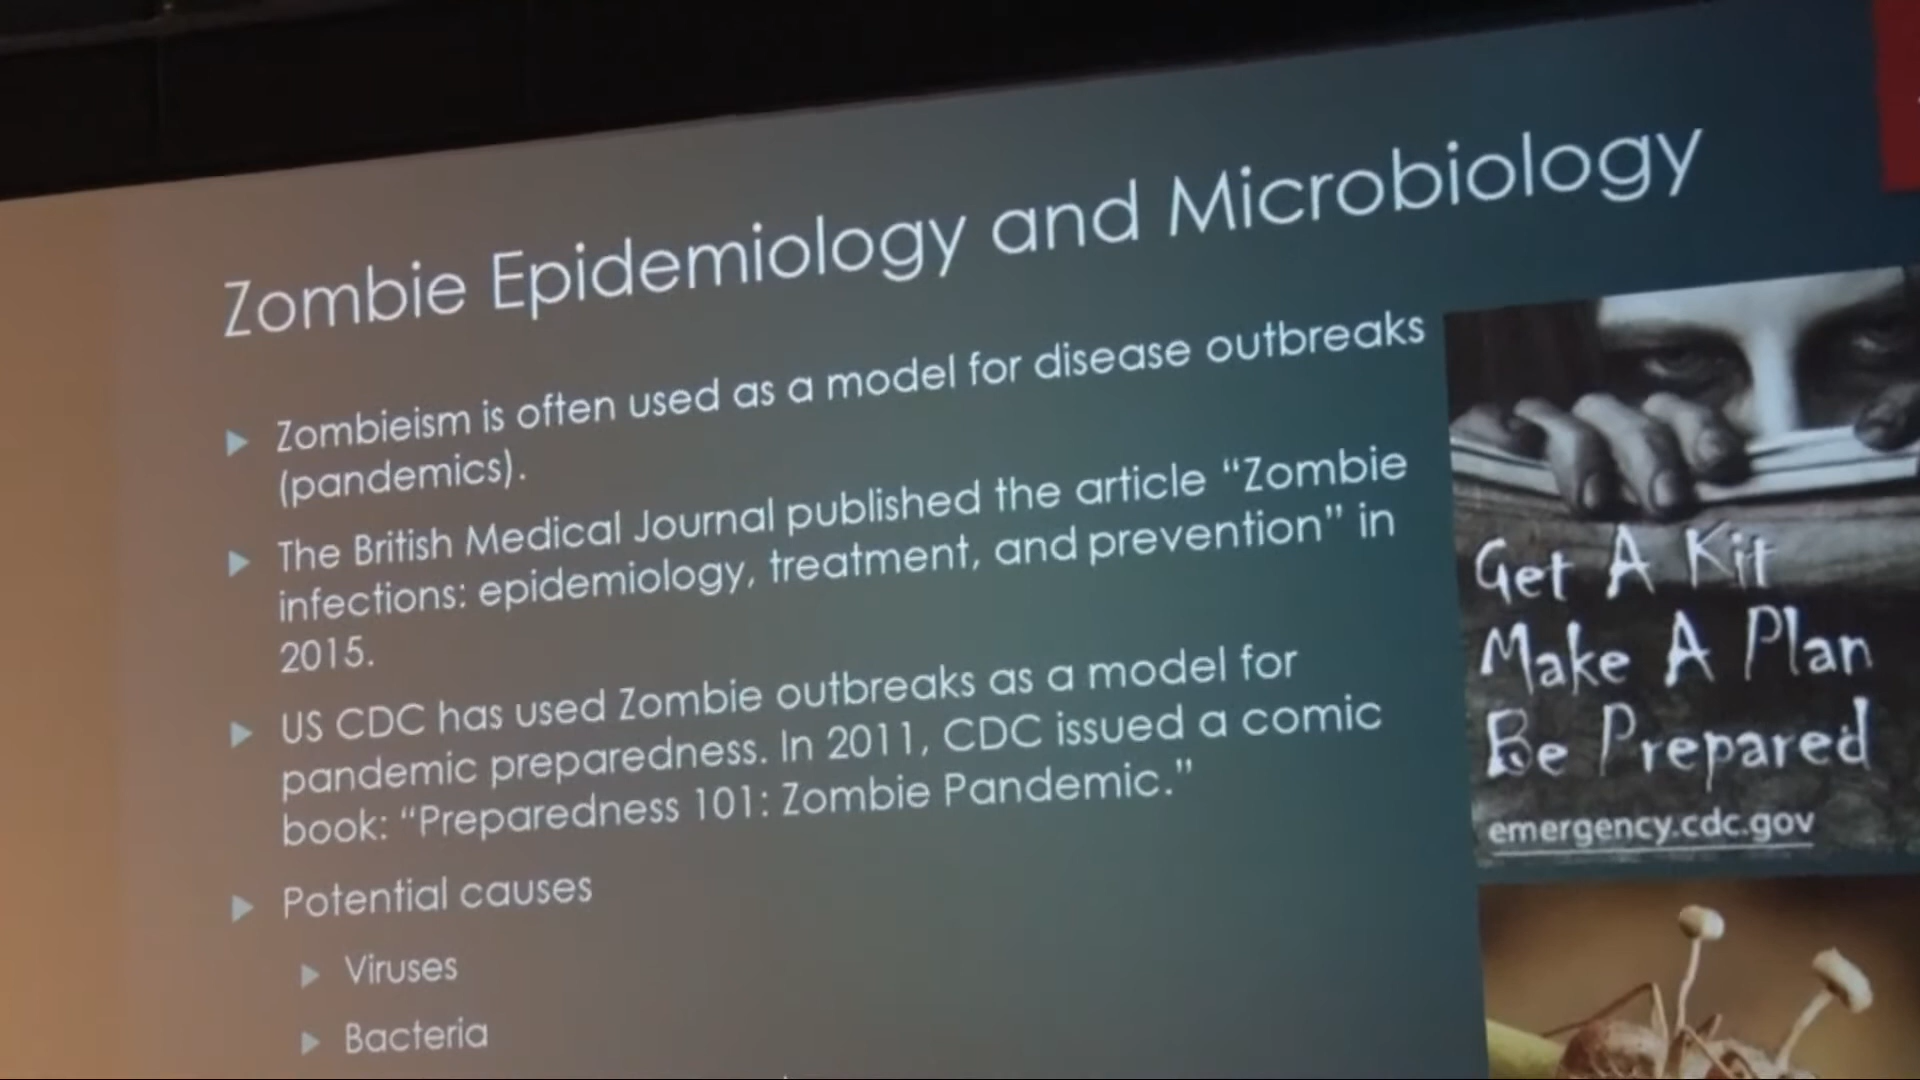 Zombie Epidemiology and Microbiology
Zombieism is often used as a model for disease outbreaks
(pandemics).
The British Medical Journal published the article “Zombie
infections: epidemiology, treatment, and prevention” in
2015.
US CDC has used Zombie outbreaks as a model for
pandemic preparedness. In 2011, CDC issued a comic
book: “Preparedness 101: Zombie Pandemic.”
Potential causes
Viruses
Bacteria
Get A Kit
Make A Plan
Be Prepared
emergency.cdc.gov